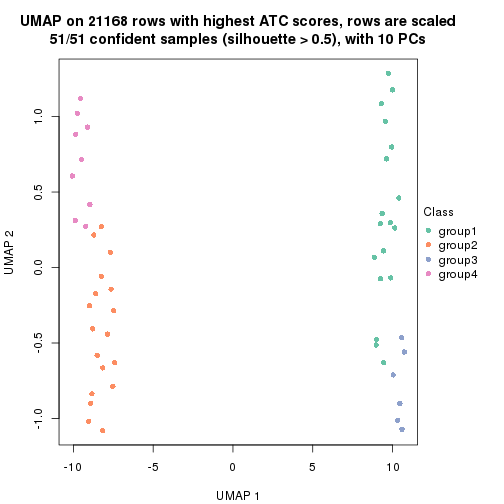 UMAP on 21168 rows with highest ATC scores, rows are scaled
51/51 confident samples (silhouette > 0.5), with 10 PCs
1.0
0.5
0.0
-0.5
-1.0
UMAP 2
-10
-5
0
5
10
UMAP 1
Class
group1
group2
group3
group4